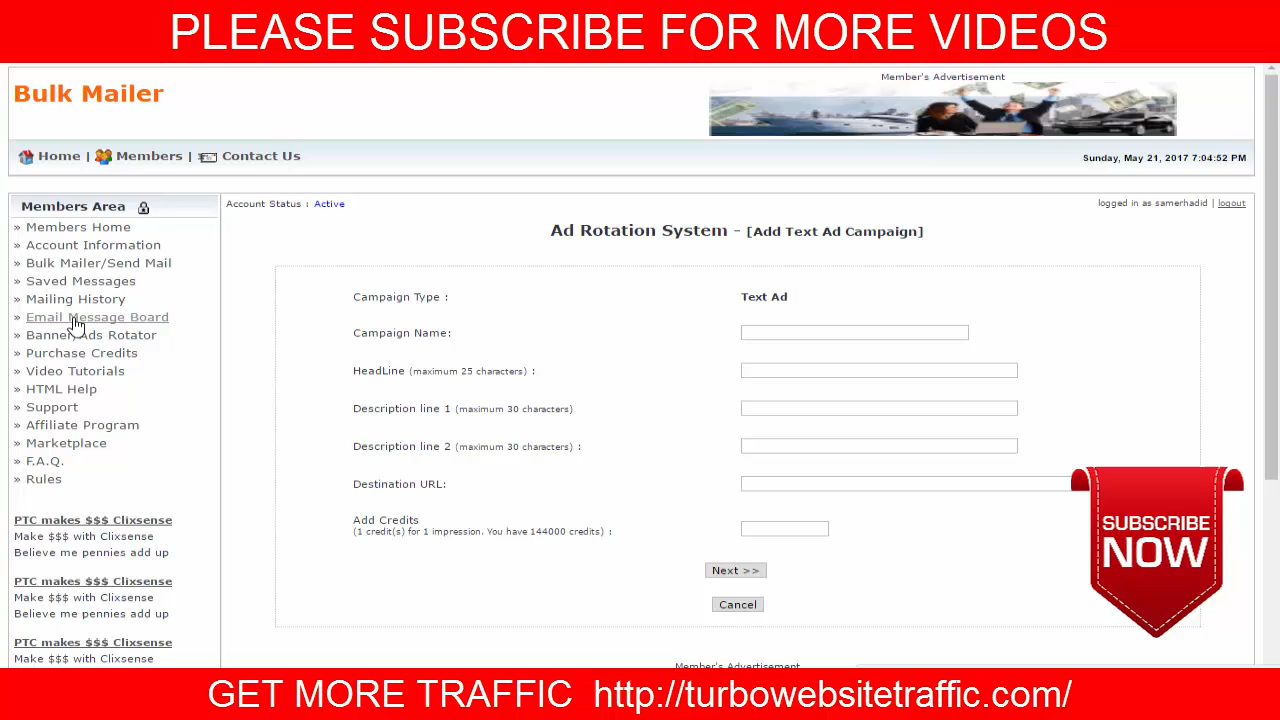 PLEASE SUBSCRIBE FOR MORE VIDEOS
Bulk Mailer
Member's Advertisement
Home | Members | Contact Us
Sunday, May 21, 2017 7:04:52 PM
Members Area
» Members Home
» Account Information
» Bulk Mailer/Send Mail
» Saved Messages
» Mailing History
» Email Message Board
» Banner/Ads Rotator
» Purchase Credits
» Video Tutorials
» HTML Help
» Support
» Affiliate Program
» Marketplace
» F.A.Q.
» Rules
PTC makes $$$ Clixsense
Make $$$ with Clixsense
Believe me pennies add up
PTC makes $$$ Clixsense
Make $$$ with Clixsense
Believe me pennies add up
PTC makes $$$ Clixsense
Make $$$ with Clixsense
Account Status : Active
logged in as samerhadid | logout
Ad Rotation System - [Add Text Ad Campaign]
Campaign Type : Text Ad
Campaign Name:
HeadLine (maximum 25 characters) :
Description line 1 (maximum 30 characters)
Description line 2 (maximum 30 characters) :
Destination URL:
Add Credits
(1 credit(s) for 1 impression. You have 144000 credits) :
Next >>
Cancel
SUBSCRIBE
NOW
Member's Advertisement
GET MORE TRAFFIC http://turbowebsitetraffic.com/